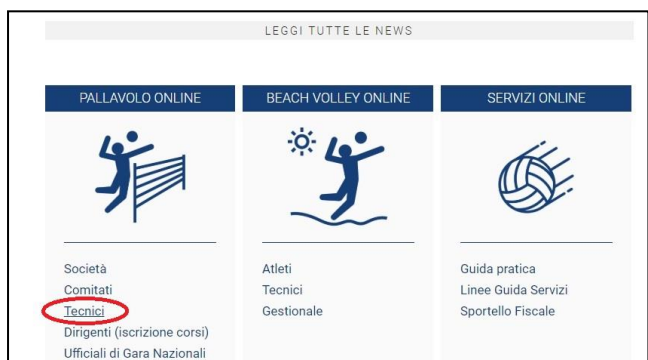 LEGGI TUTTE LE NEWS
PALLAVOLO ONLINE
Società
Comitati
Tecnici
Dirigenti (iscrizione corsi)
Ufficiali di Gara Nazionali
BEACH VOLLEY ONLINE
Atleti
Tecnici
Gestionale
SERVIZI ONLINE
Guida pratica
Linee Guida Servizi
Sportello Fiscale